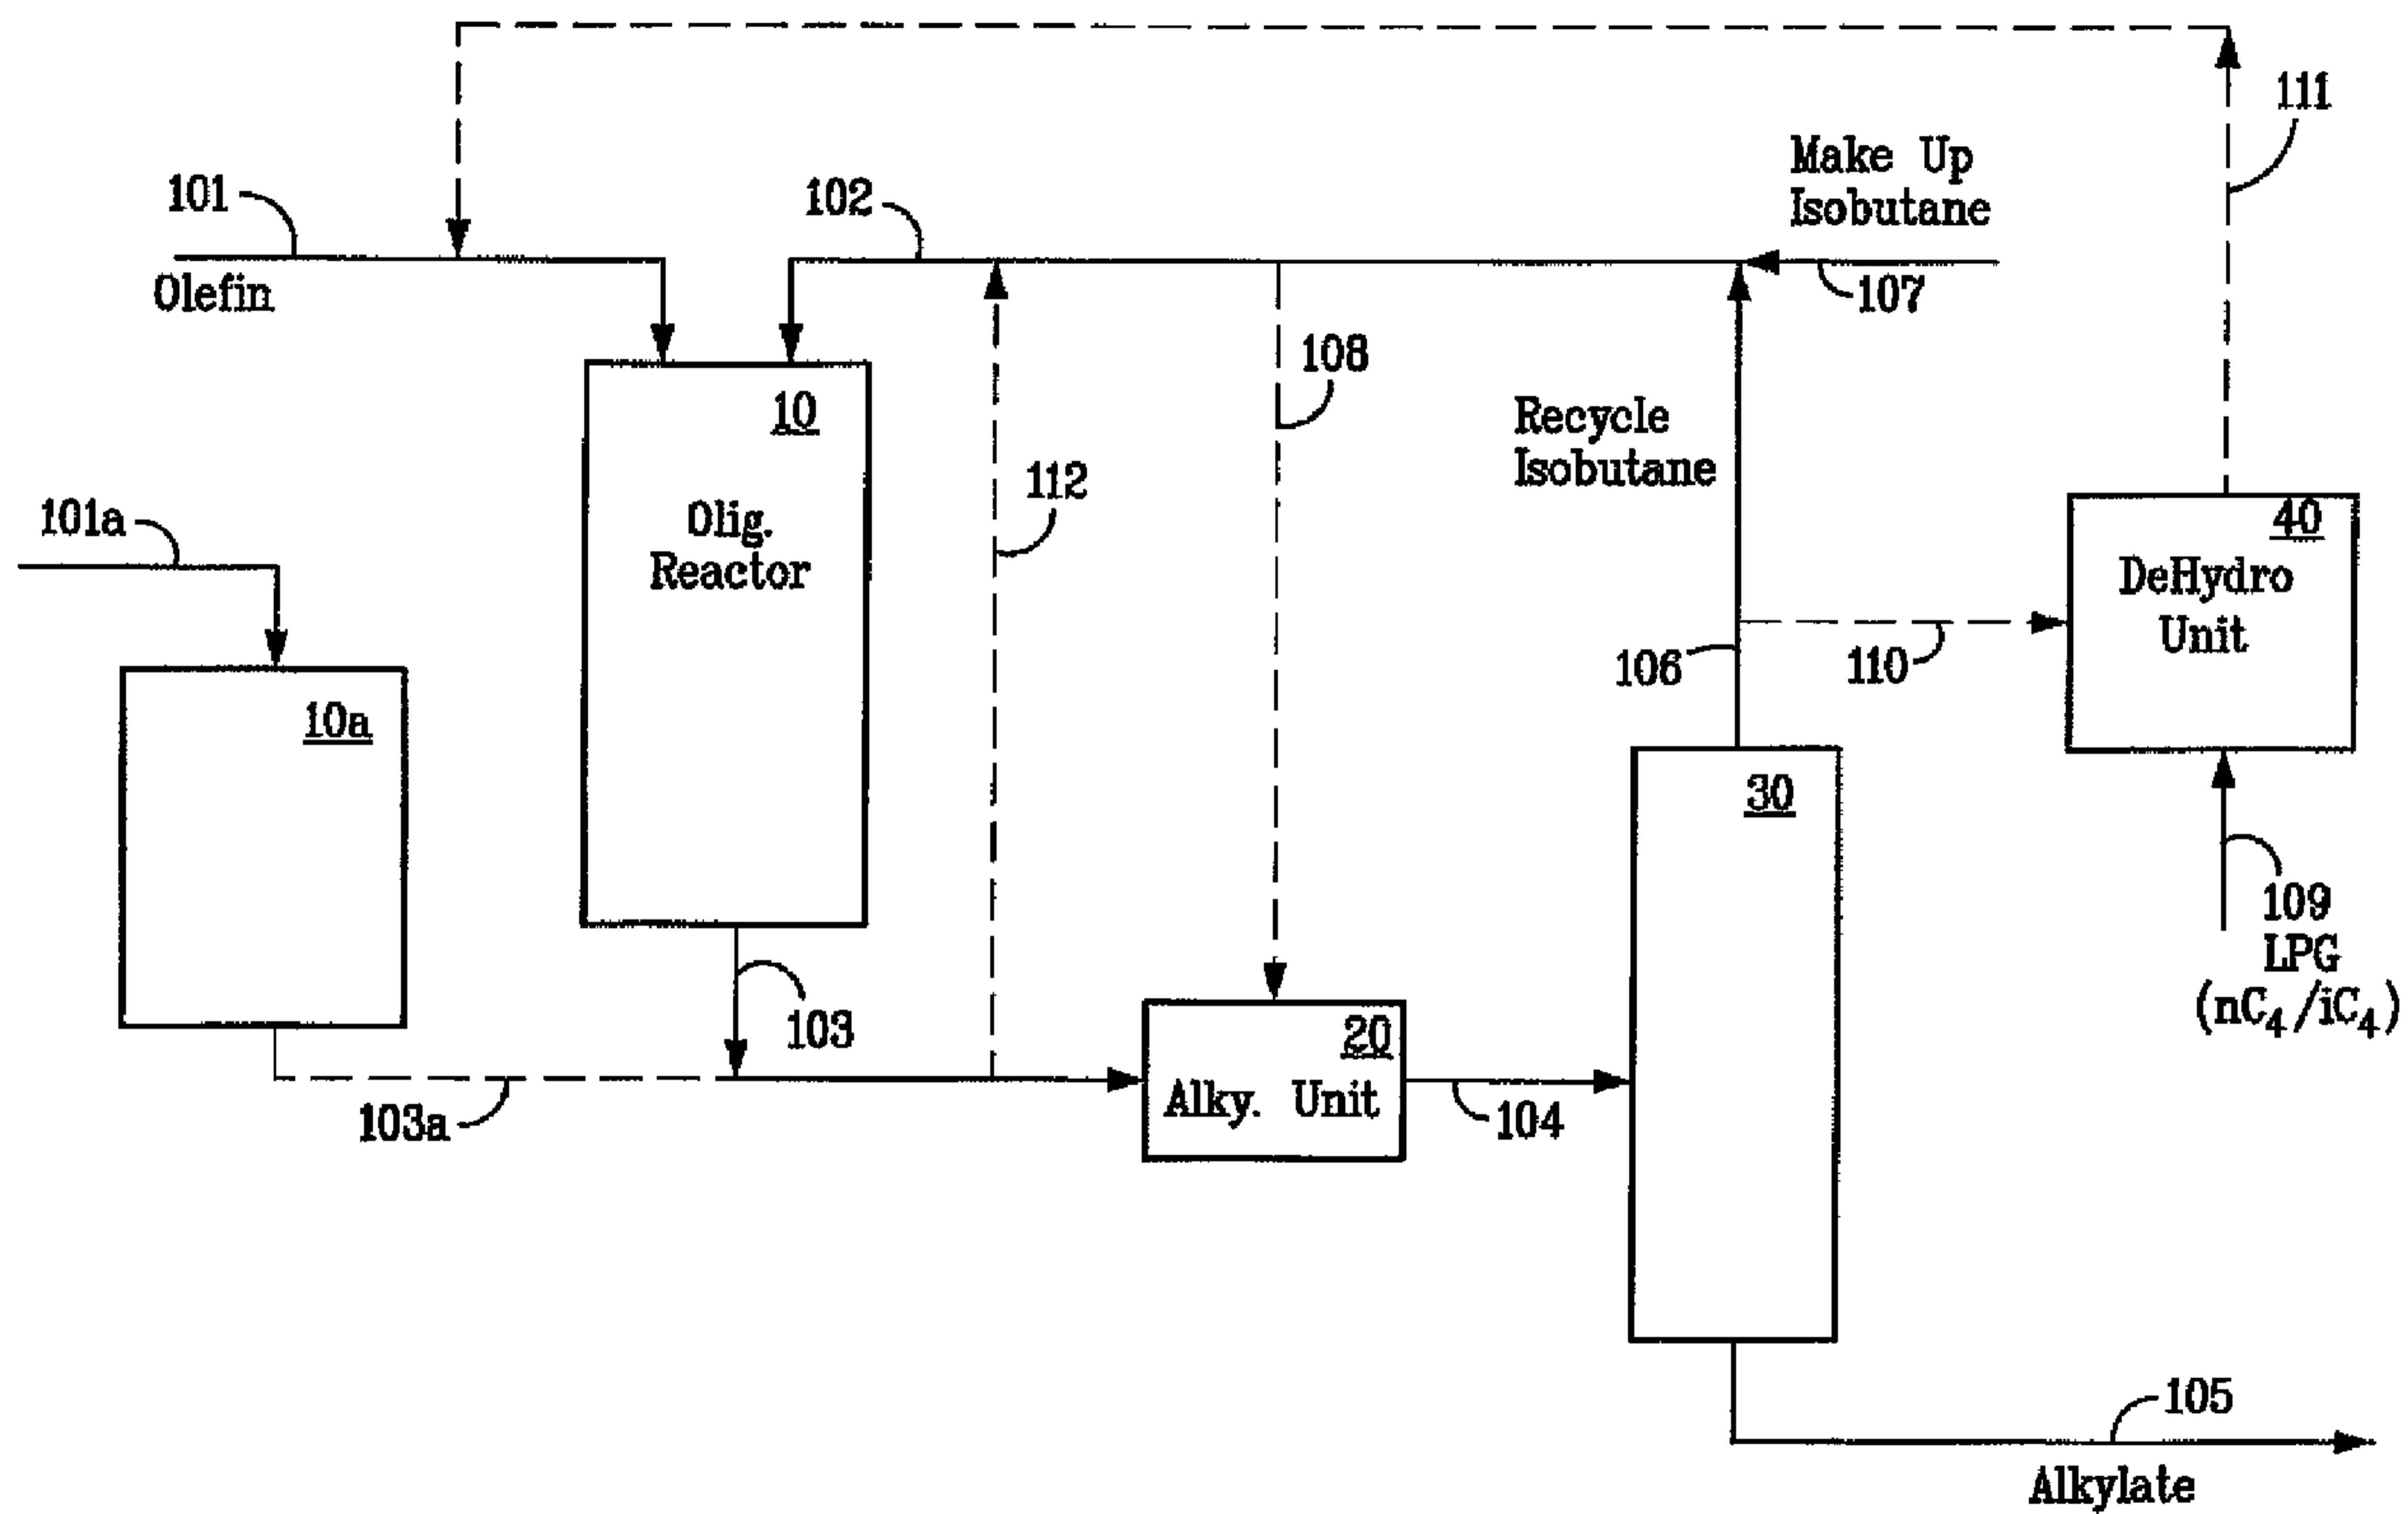 111
Make Up
Isobutane
101
102
Olefin
107
108
10
Recycle
Isobutane
112
101a
Olig.
Reactor
40
DeHydro
Unit
106
110
10a
30
109
LPG
(nC4/iC4)
103
20
Alky. Unit
103a
104
105
Alkylate